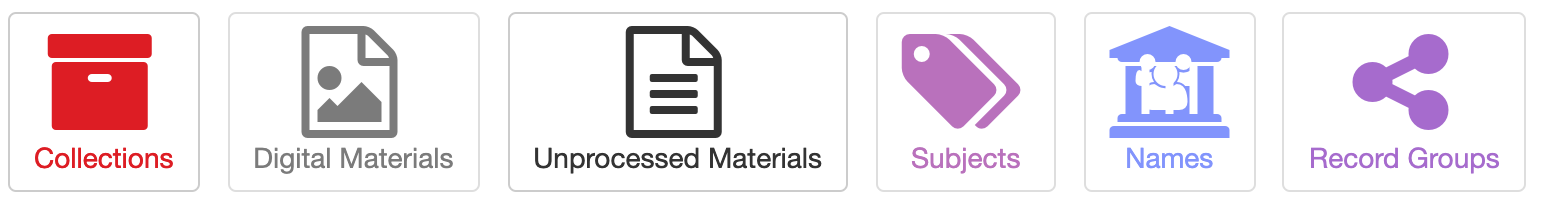 Collections
Digital Materials
Unprocessed Materials
Subjects
Names
Record Groups